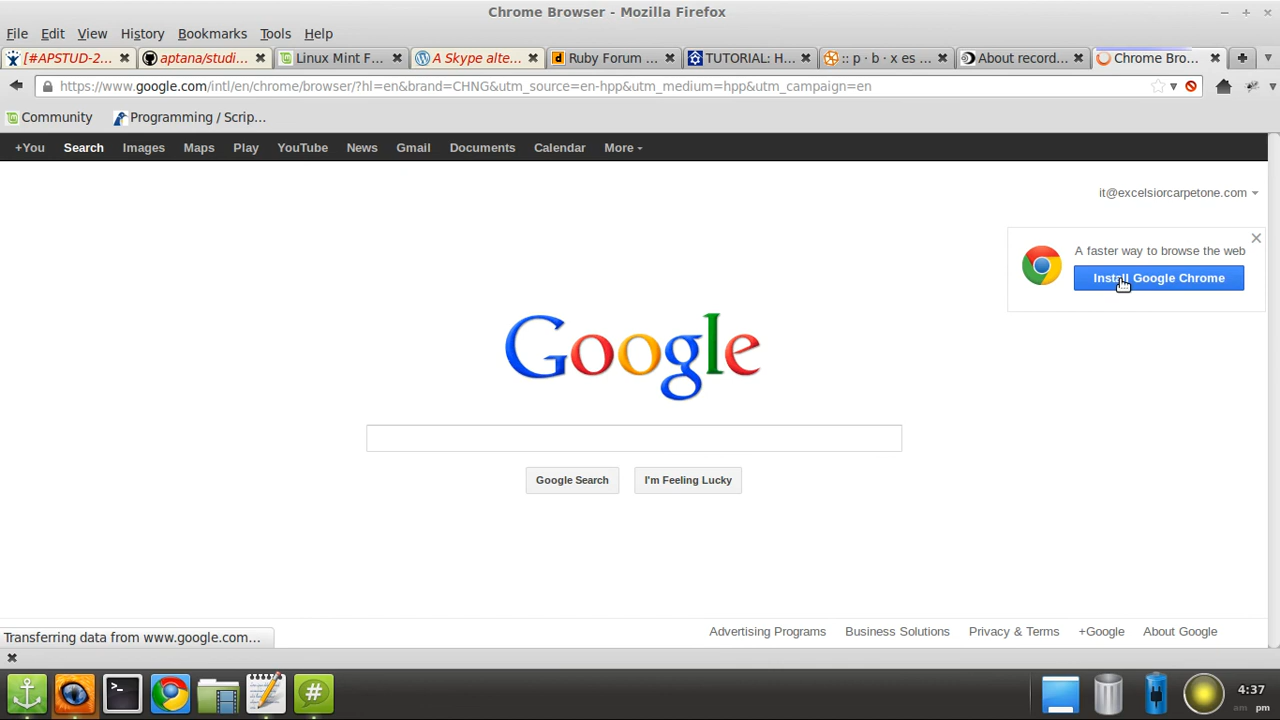 Chrome Browser - Mozilla Firefox
File Edit View History Bookmarks Tools Help
[#APSTUD-2... aptana/studi... Linux Mint F... A Skype alte... Ruby Forum ... TUTORIAL: H... :: p · b · x es ... About record... Chrome Bro...
https://www.google.com/intl/en/chrome/browser/?hl=en&brand=CHNG&utm_source=en-hpp&utm_medium=hpp&utm_campaign=en
Community Programming / Scrip...
+You Search Images Maps Play YouTube News Gmail Documents Calendar More
it@excelsiorcarpetone.com
A faster way to browse the web
Install Google Chrome
Google
Google Search I'm Feeling Lucky
Advertising Programs Business Solutions Privacy & Terms +Google About Google
Transferring data from www.google.com...
4:37
am pm